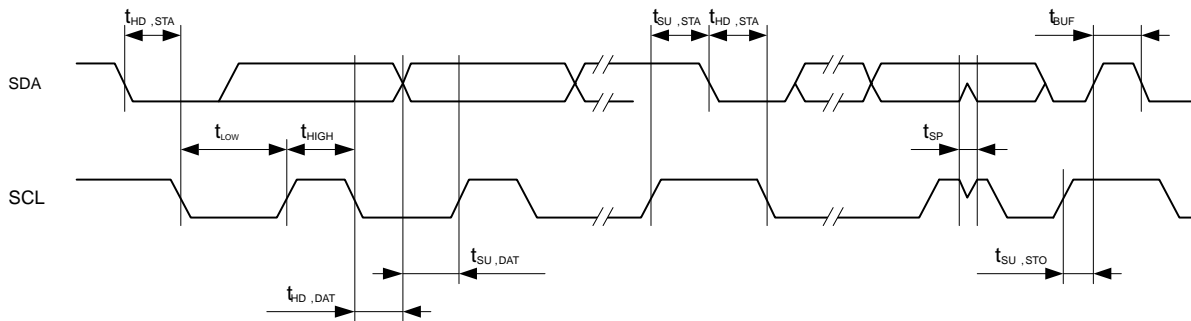 tHD,STA tSU,STA tHD,STA tBUF
SDA
tLOW tHIGH tSP
SCL
tSU,DAT tSU,STO
tHD,DAT